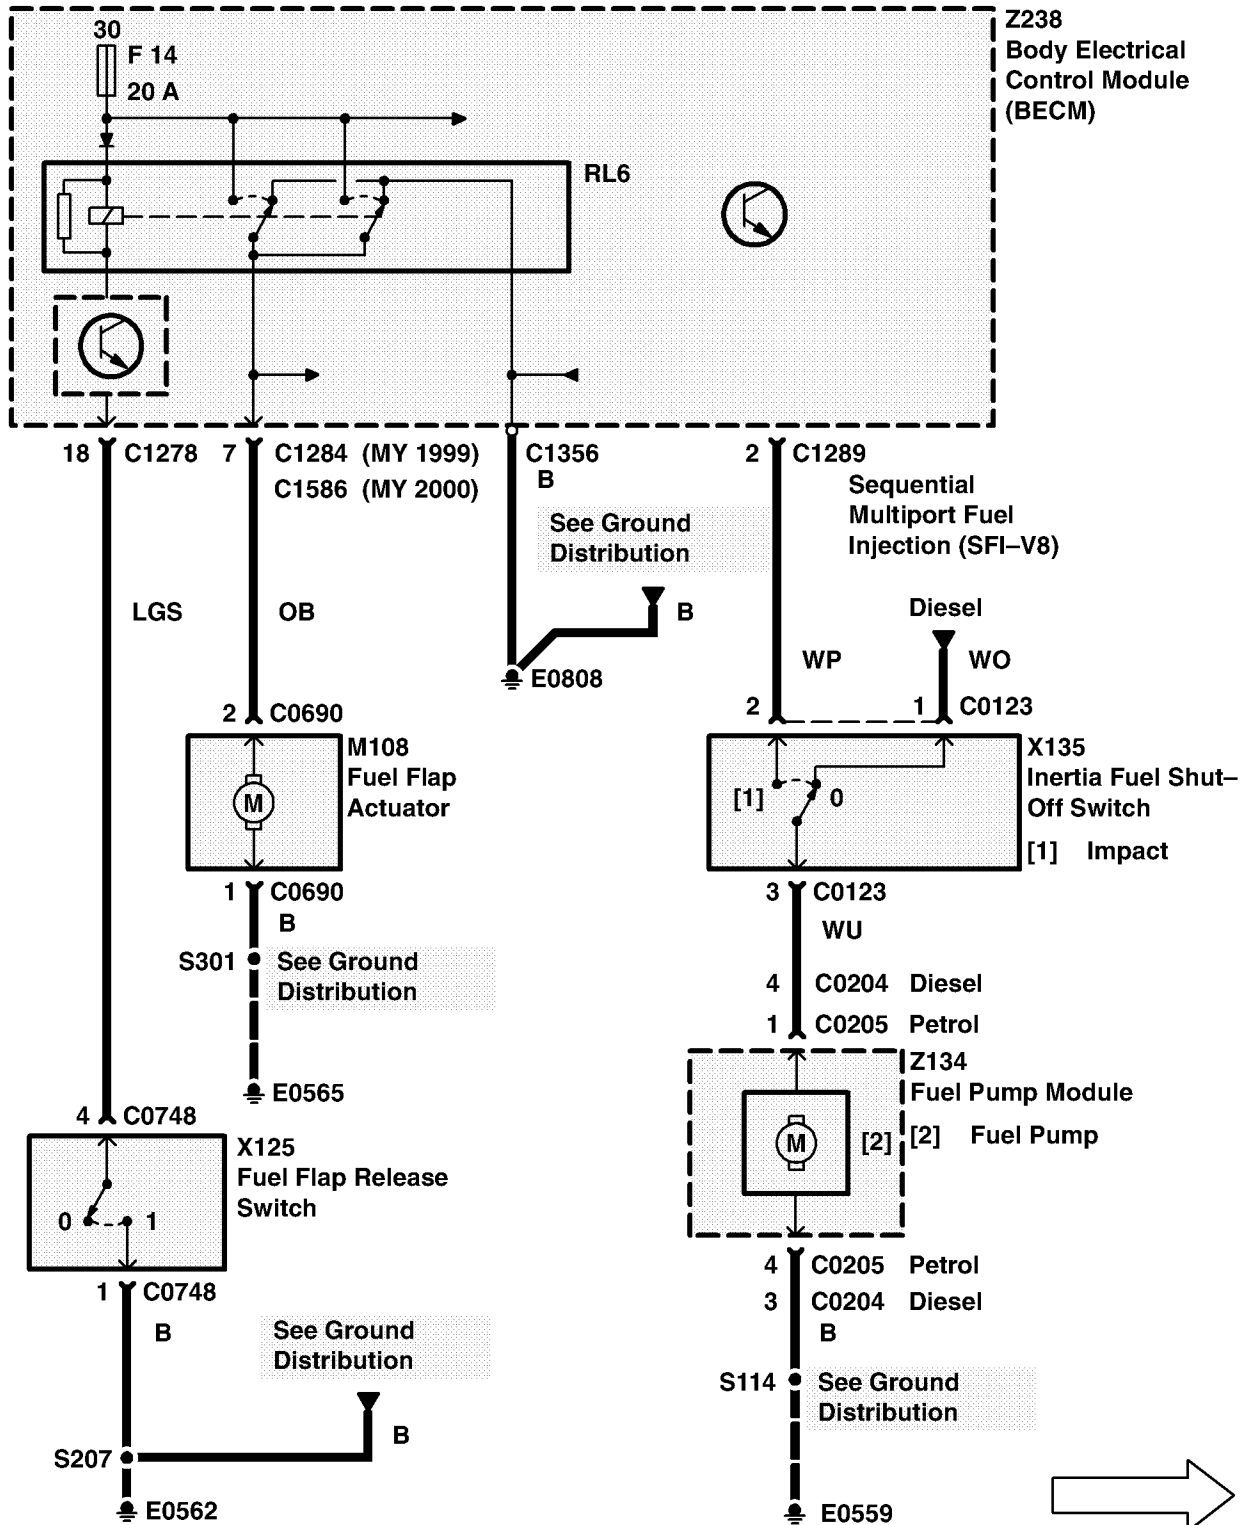 30
F 14
20 A
Z238
Body Electrical
Control Module
(BECM)
RL6
18 C1278
7 C1284 (MY 1999)
C1586 (MY 2000)
C1356
B
2 C1289
See Ground
Distribution
Sequential
Multiport Fuel
Injection (SFI–V8)
LGS
OB
B
E0808
Diesel
WP
WO
2 C0690
2
1 C0123
M108
Fuel Flap
Actuator
M
X135
Inertia Fuel Shut–
Off Switch
[1] Impact
[1]
0
1 C0690
B
S301
See Ground
Distribution
E0565
3 C0123
WU
4 C0204 Diesel
1 C0205 Petrol
Z134
Fuel Pump Module
[2] Fuel Pump
M
[2]
4 C0748
X125
Fuel Flap Release
Switch
0
1
1 C0748
B
See Ground
Distribution
B
S207
E0562
4 C0205 Petrol
3 C0204 Diesel
B
S114
See Ground
Distribution
E0559